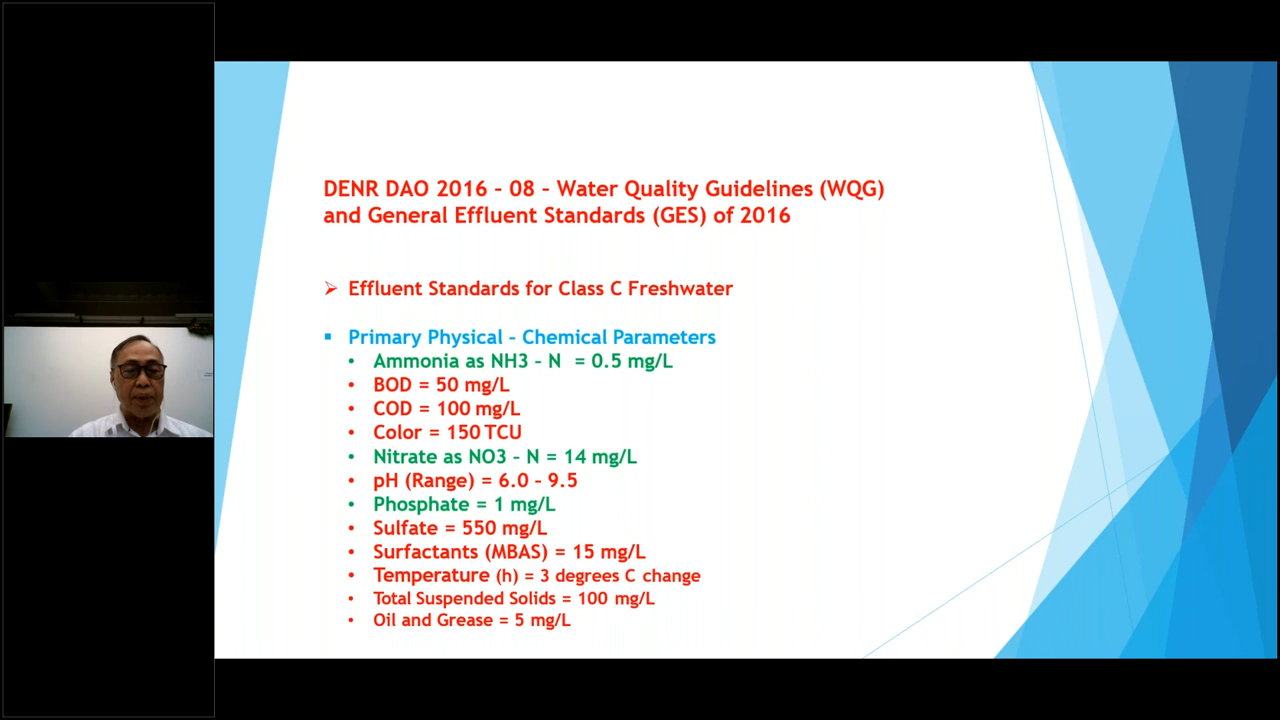 DENR DAO 2016 – 08 – Water Quality Guidelines (WQG)
and General Effluent Standards (GES) of 2016
Effluent Standards for Class C Freshwater
Primary Physical – Chemical Parameters
Ammonia as NH3 – N = 0.5 mg/L
BOD = 50 mg/L
COD = 100 mg/L
Color = 150 TCU
Nitrate as NO3 – N = 14 mg/L
pH (Range) = 6.0 – 9.5
Phosphate = 1 mg/L
Sulfate = 550 mg/L
Surfactants (MBAS) = 15 mg/L
Temperature (h) = 3 degrees C change
Total Suspended Solids = 100 mg/L
Oil and Grease = 5 mg/L